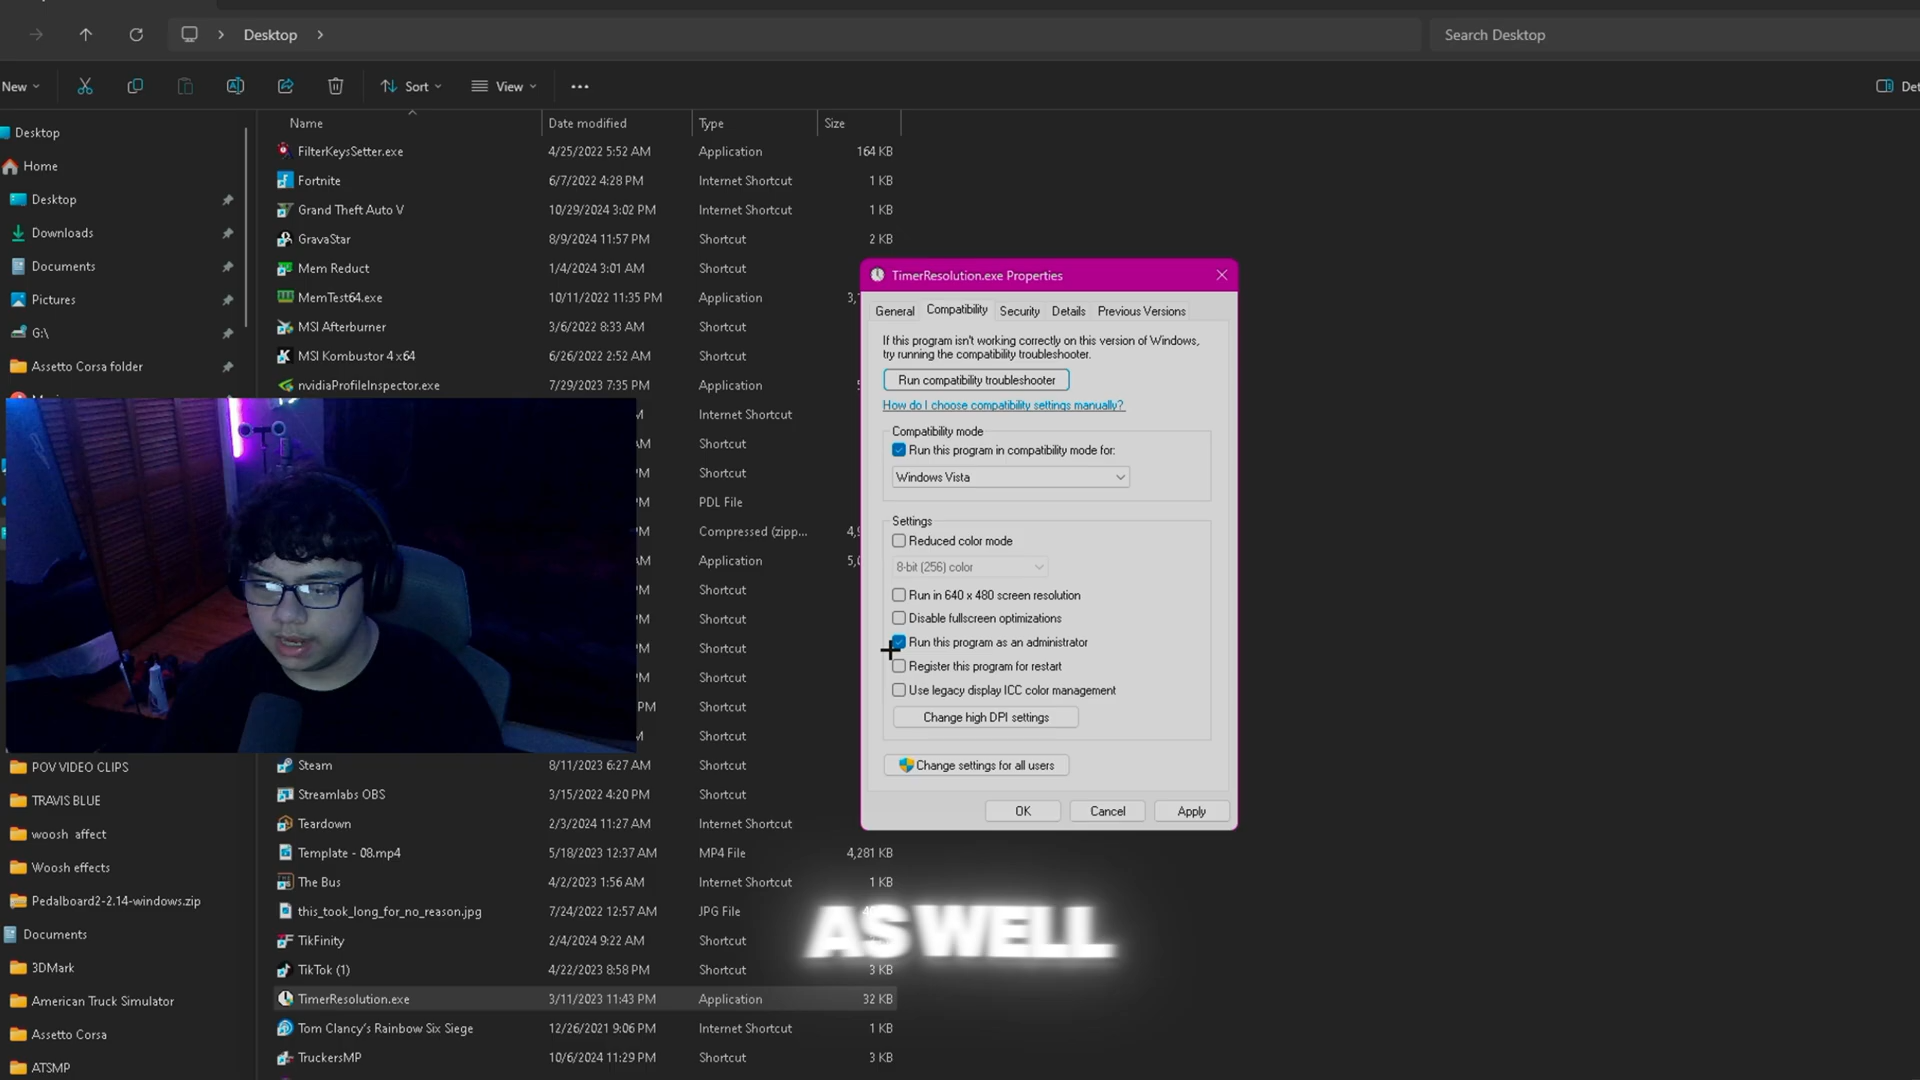 Desktop
Search Desktop
New
Sort
View
Name
Date modified
Type
Size
Desktop
Home
Desktop
Downloads
Documents
Pictures
G:\
Assetto Corsa folder
POV VIDEO CLIPS
TRAVIS BLUE
woosh affect
Woosh effects
Pedalboard2-2.14-windows.zip
Documents
3DMark
American Truck Simulator
Assetto Corsa
ATSMP
FilterKeysSetter.exe 4/25/2022 5:52 AM Application 164 KB
Fortnite 6/7/2022 4:28 PM Internet Shortcut 1 KB
Grand Theft Auto V 10/29/2024 3:02 PM Internet Shortcut 1 KB
GravaStar 8/9/2024 11:57 PM Shortcut 2 KB
Mem Reduct 1/4/2024 3:01 AM Shortcut
MemTest64.exe 10/11/2022 11:35 PM Application 3,
MSI Afterburner 3/6/2022 8:33 AM Shortcut
MSI Kombustor 4 x64 6/26/2022 2:52 AM Shortcut
nvidiaProfileInspector.exe 7/29/2023 7:35 PM Application
Internet Shortcut
Shortcut
Shortcut
PDL File
Compressed (zipp... 4,9
Application 5,0
Shortcut
Shortcut
Shortcut
Shortcut
PM Shortcut
Shortcut
Steam 8/11/2023 6:27 AM Shortcut
Streamlabs OBS 3/15/2022 4:20 PM Shortcut
Teardown 2/3/2024 11:27 AM Internet Shortcut
Template - 08.mp4 5/18/2023 12:37 AM MP4 File 4,281 KB
The Bus 4/2/2023 1:56 AM Internet Shortcut 1 KB
this_took_long_for_no_reason.jpg 7/24/2022 12:57 AM JPG File
TikFinity 2/4/2024 9:22 AM Shortcut
TikTok (1) 4/22/2023 8:58 PM Shortcut 3 KB
TimerResolution.exe 3/11/2023 11:43 PM Application 32 KB
Tom Clancy's Rainbow Six Siege 12/26/2021 9:06 PM Internet Shortcut 1 KB
TruckersMP 10/6/2024 11:29 PM Shortcut 3 KB
TimerResolution.exe Properties
General Compatibility Security Details Previous Versions
If this program isn't working correctly on this version of Windows,
try running the compatibility troubleshooter.
Run compatibility troubleshooter
How do I choose compatibility settings manually?
Compatibility mode
Run this program in compatibility mode for:
Windows Vista
Settings
Reduced color mode
8-bit (256) color
Run in 640 x 480 screen resolution
Disable fullscreen optimizations
Run this program as an administrator
Register this program for restart
Use legacy display ICC color management
Change high DPI settings
Change settings for all users
OK Cancel Apply
AS WELL